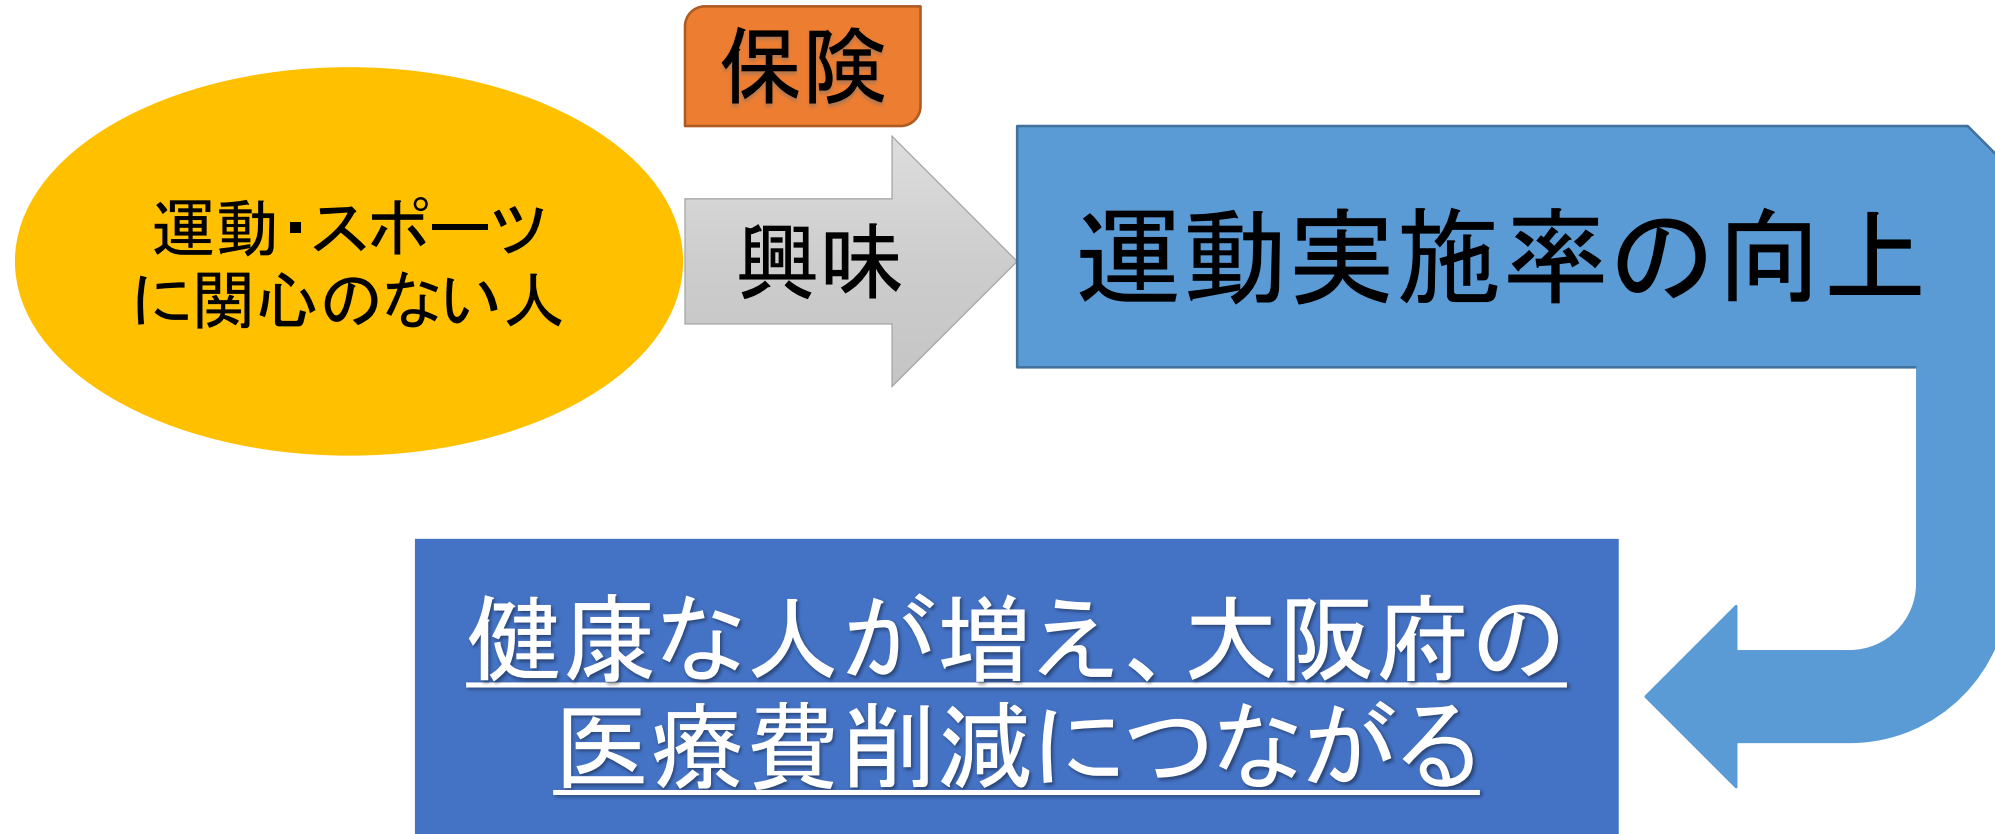 保険
運動・スポーツ
に関心のない人
興味
運動実施率の向上
健康な人が増え、大阪府の
医療費削減につながる